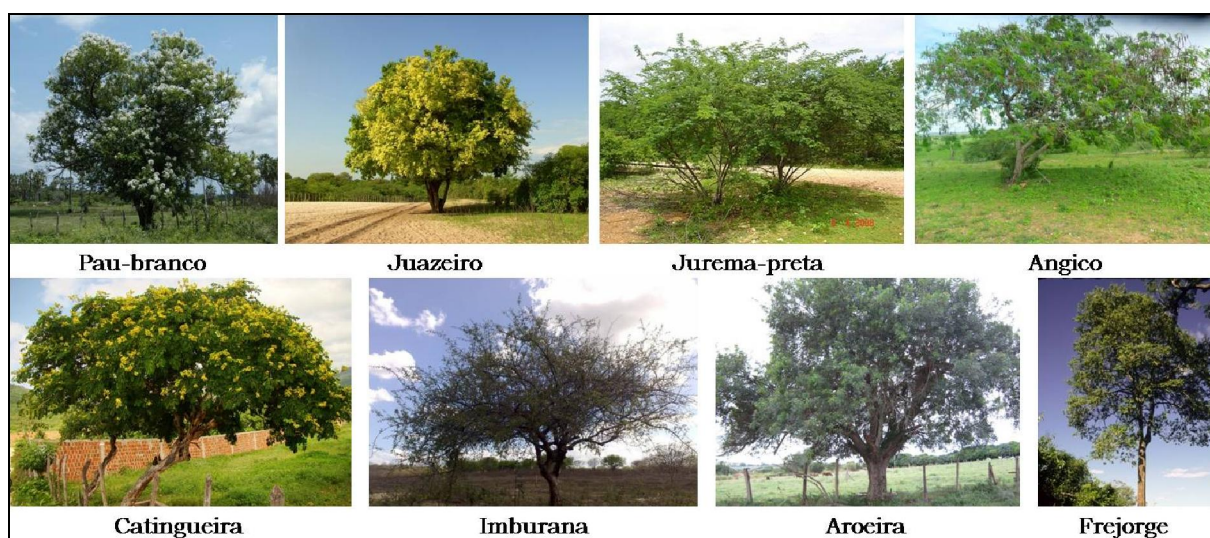 Pau-branco
Juazeiro
Jurema-preta
Angico
Catingueira
Imburana
Aroeira
Frejorge